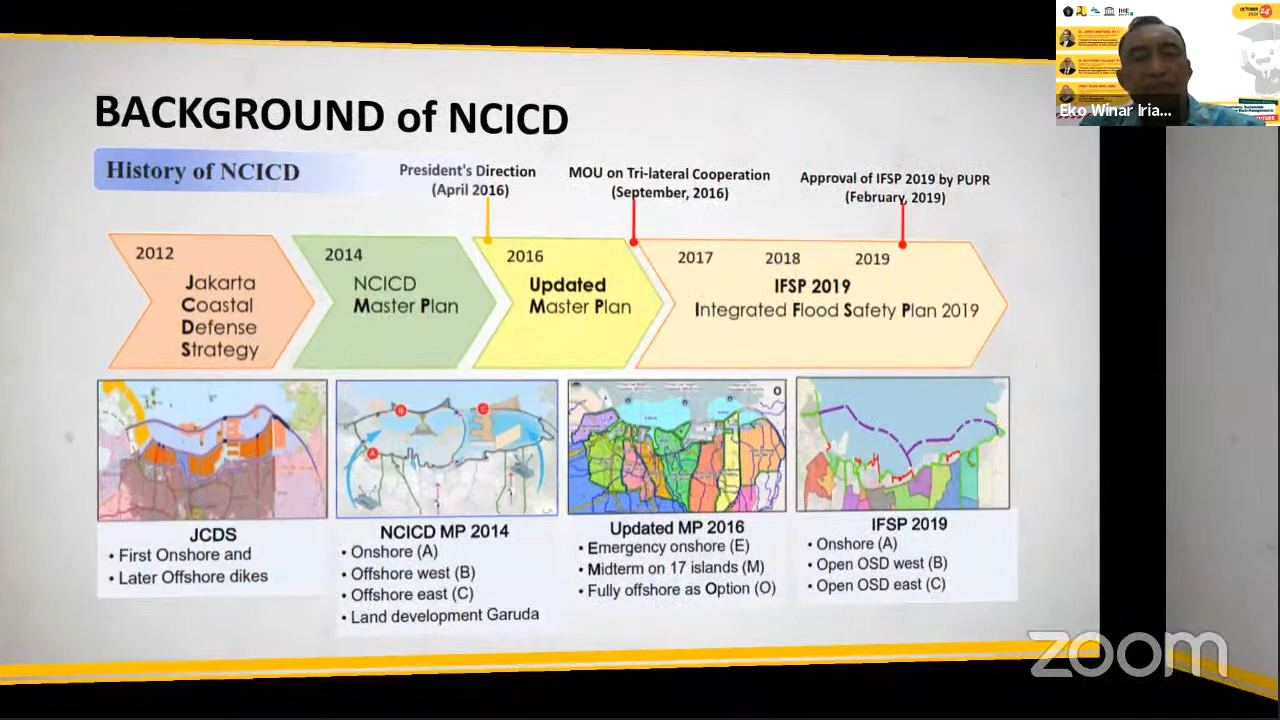 BACKGROUND of NCICD
History of NCICD
President's Direction
(April 2016)
MOU on Tri-lateral Cooperation
(September, 2016)
Approval of IFSP 2019 by PUPR
(February, 2019)
2012
Jakarta
Coastal
Defense
Strategy
2014
NCICD
Master Plan
2016
Updated
Master Plan
2017 2018 2019
IFSP 2019
Integrated Flood Safety Plan 2019
B
C
A
O
JCDS
• First Onshore and
• Later Offshore dikes
NCICD MP 2014
• Onshore (A)
• Offshore west (B)
• Offshore east (C)
• Land development Garuda
Updated MP 2016
• Emergency onshore (E)
• Midterm on 17 islands (M)
• Fully offshore as Option (O)
IFSP 2019
• Onshore (A)
• Open OSD west (B)
• Open OSD east (C)
IHE
OCTOBER
24
Eko Winar Iria...
zoom